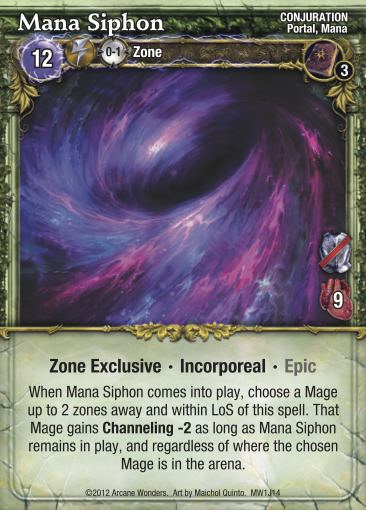 Mana Siphon
CONJURATION
Portal, Mana
12
0-1
Zone
3
9
Zone Exclusive • Incorporeal • Epic
When Mana Siphon comes into play, choose a Mage
up to 2 zones away and within LoS of this spell. That
Mage gains Channeling -2 as long as Mana Siphon
remains in play, and regardless of where the chosen
Mage is in the arena.
©2012 Arcane Wonders. Art by Maichol Quinto. MW1J14